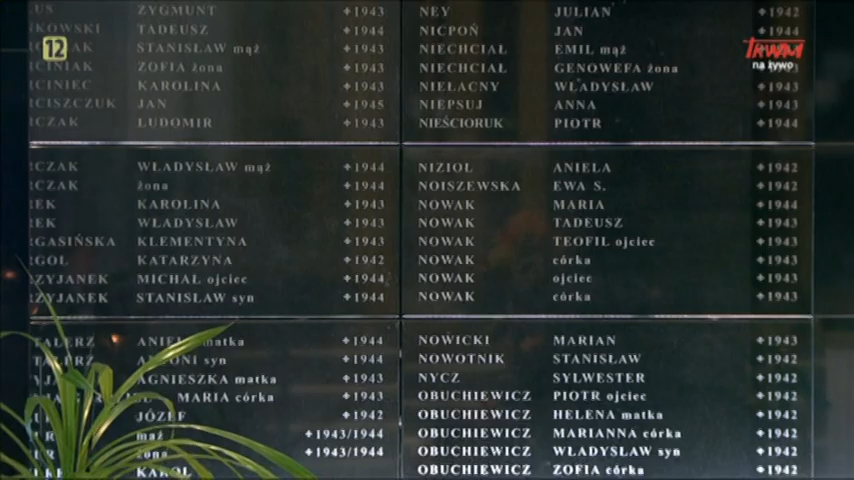 12
TRWAM
na żywo
ZYGMUNT +1943
TADEUSZ +1944
STANISŁAW mąż +1943
ZOFIA żona +1943
KAROLINA +1943
JAN +1945
LUDOMIR +1943
WŁADYSŁAW mąż +1944
żona +1944
KAROLINA +1943
WŁADYSŁAW +1943
KLEMENTYNA +1943
KATARZYNA +1942
MICHAŁ ojciec +1944
STANISŁAW syn +1944
matka +1944
syn +1944
AGNIESZKA matka +1943
MARIA córka +1943
JÓZEF +1942
mąż +1943/1944
żona +1943/1944
KAROL
NEY JULIAN +1942
NICPOŃ JAN +1944
NIECHCIAŁ EMIL mąż
NIECHCIAŁ GENOWEFA żona +1943
NIEŁACNY WŁADYSŁAW +1943
NIEPSUJ ANNA +1943
NIEŚCIORUK PIOTR +1944
NIZIOŁ ANIELA +1942
NOISZEWSKA EWA S. +1942
NOWAK MARIA +1944
NOWAK TADEUSZ +1943
NOWAK TEOFIL ojciec +1943
NOWAK córka +1943
NOWAK ojciec +1943
NOWAK córka +1943
NOWICKI MARIAN +1943
NOWOTNIK STANISŁAW +1942
NYCZ SYLWESTER +1942
OBUCHIEWICZ PIOTR ojciec +1942
OBUCHIEWICZ HELENA matka +1942
OBUCHIEWICZ MARIANNA córka +1942
OBUCHIEWICZ WŁADYSŁAW syn +1942
OBUCHIEWICZ ZOFIA córka +1942